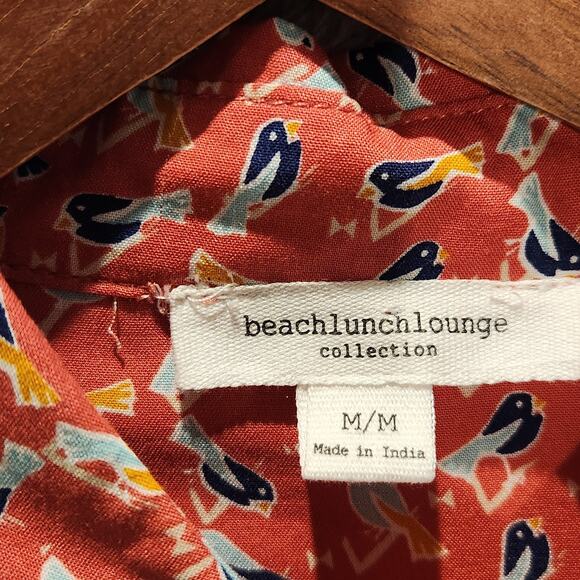 beachlunchlounge
collection
M/M
Made in India